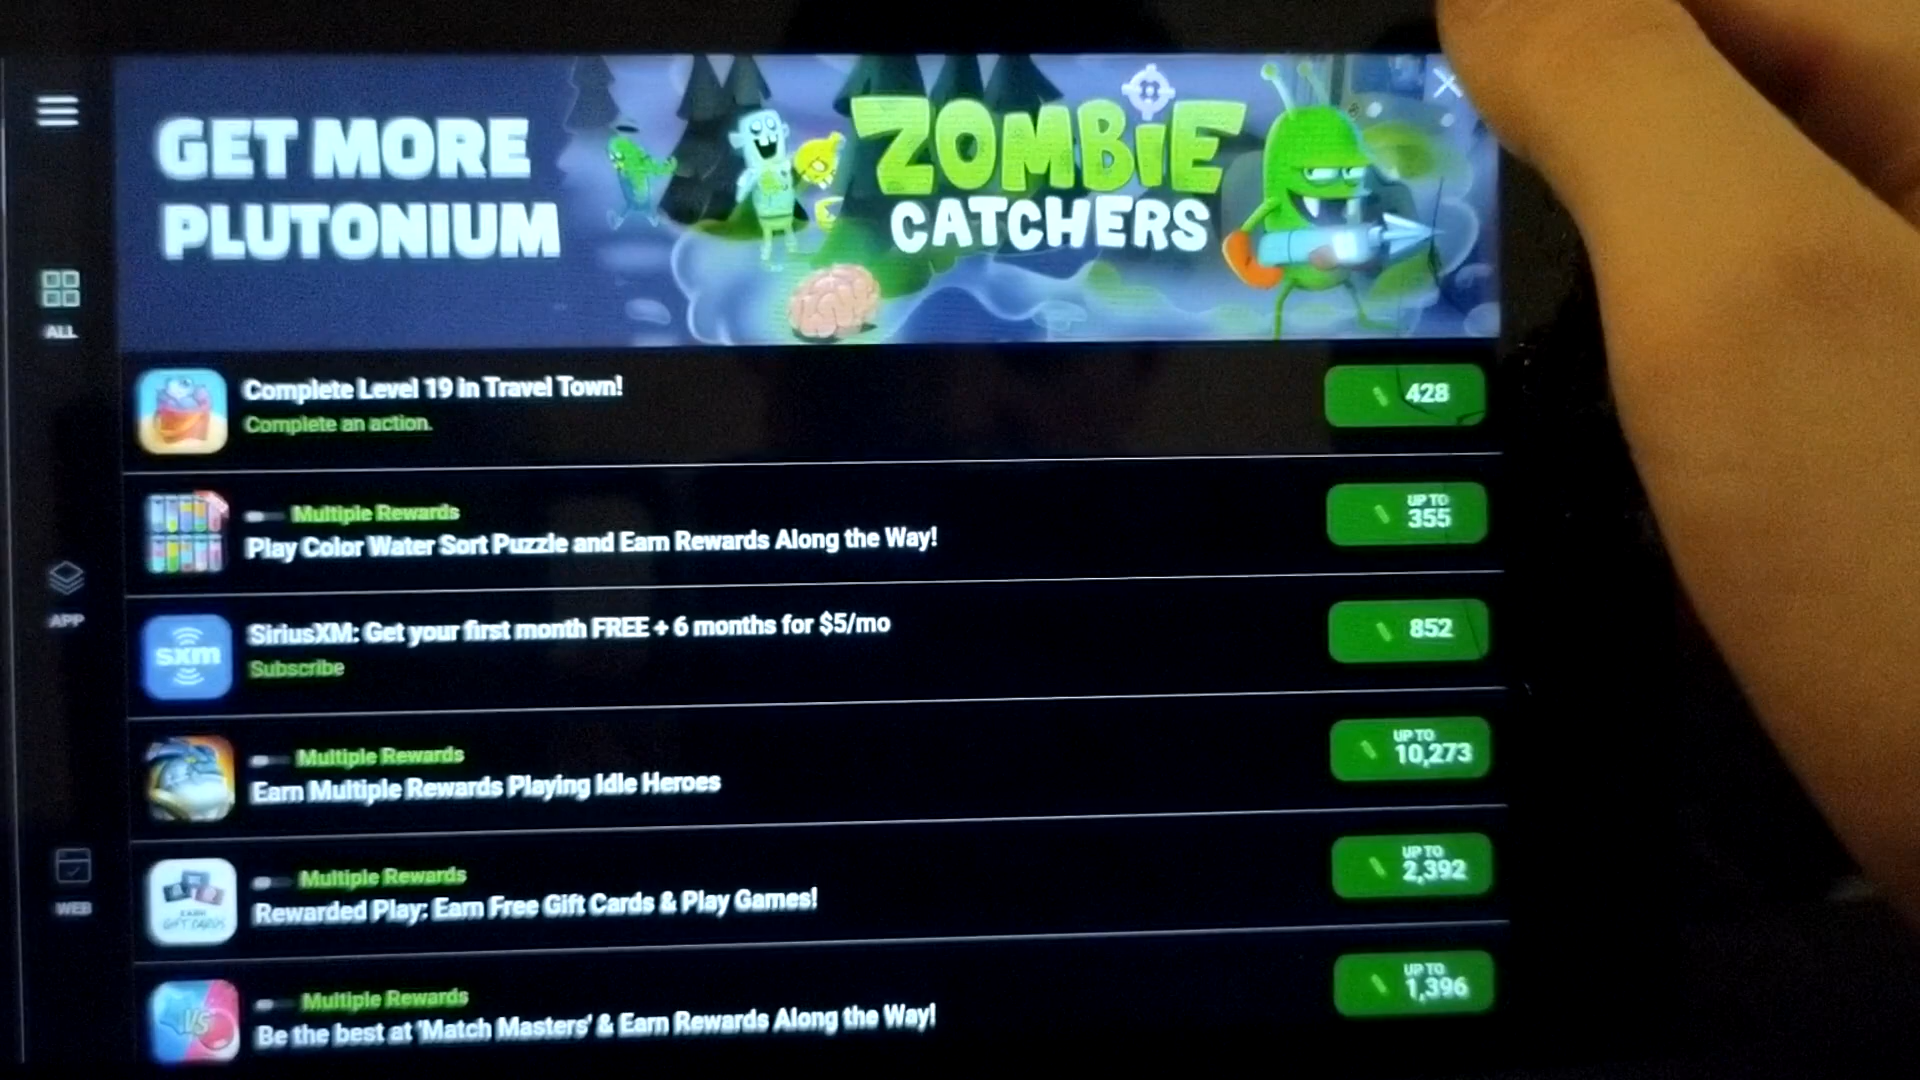 GET MORE
PLUTONIUM
ZOMBIE
CATCHERS
ALL
APP
WEB
Complete Level 19 in Travel Town!
Complete an action.
428
Multiple Rewards
Play Color Water Sort Puzzle and Earn Rewards Along the Way!
UP TO
355
sxm
SiriusXM: Get your first month FREE + 6 months for $5/mo
Subscribe
852
Multiple Rewards
Earn Multiple Rewards Playing Idle Heroes
UP TO
10,273
EARN
GIFT CARDS
Multiple Rewards
Rewarded Play: Earn Free Gift Cards & Play Games!
UP TO
2,392
VS
Multiple Rewards
Be the best at 'Match Masters' & Earn Rewards Along the Way!
UP TO
1,396